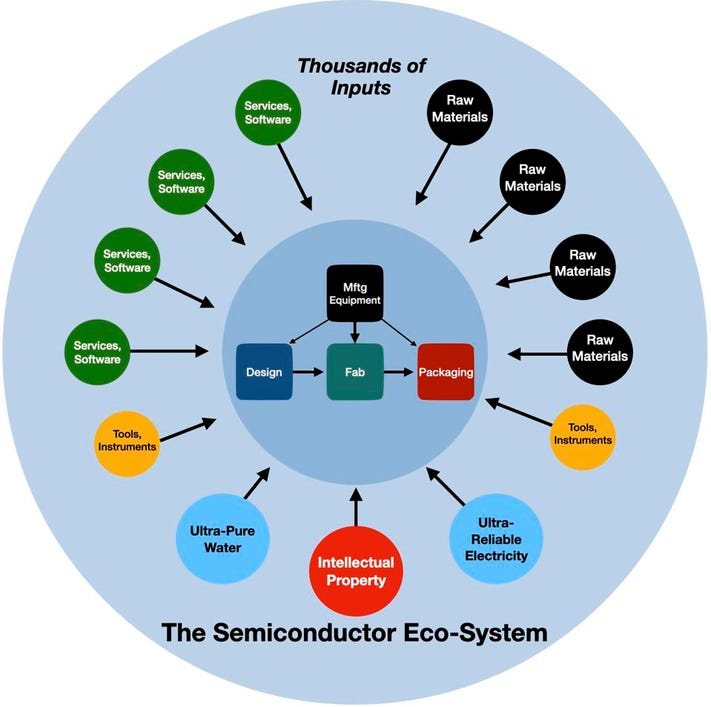 Thousands of
Inputs
Services,
Software
Raw
Materials
Services,
Software
Raw
Materials
Services,
Software
Raw
Materials
Mftg
Equipment
Services,
Software
Design
Fab
Packaging
Raw
Materials
Tools,
Instruments
Tools,
Instruments
Ultra-Pure
Water
Intellectual
Property
Ultra-
Reliable
Electricity
The Semiconductor Eco-System